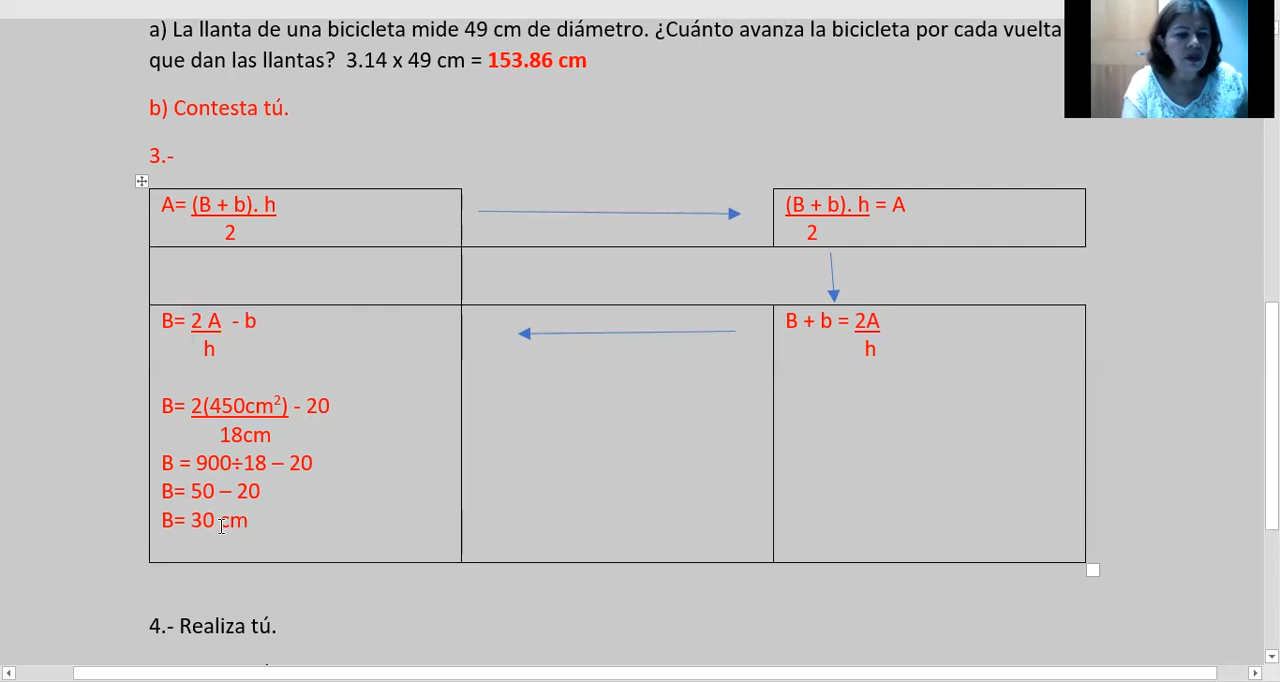 a) La llanta de una bicicleta mide 49 cm de diámetro. ¿Cuánto avanza la bicicleta por cada vuelta
que dan las llantas?  3.14 x 49 cm = 153.86 cm
b) Contesta tú.
3.-
A= (B + b). h
2
(B + b). h = A
2
B= 2 A  - b
h
B + b = 2A
h
B= 2(450cm²) - 20
18cm
B = 900÷18 – 20
B= 50 – 20
B= 30 cm
4.- Realiza tú.